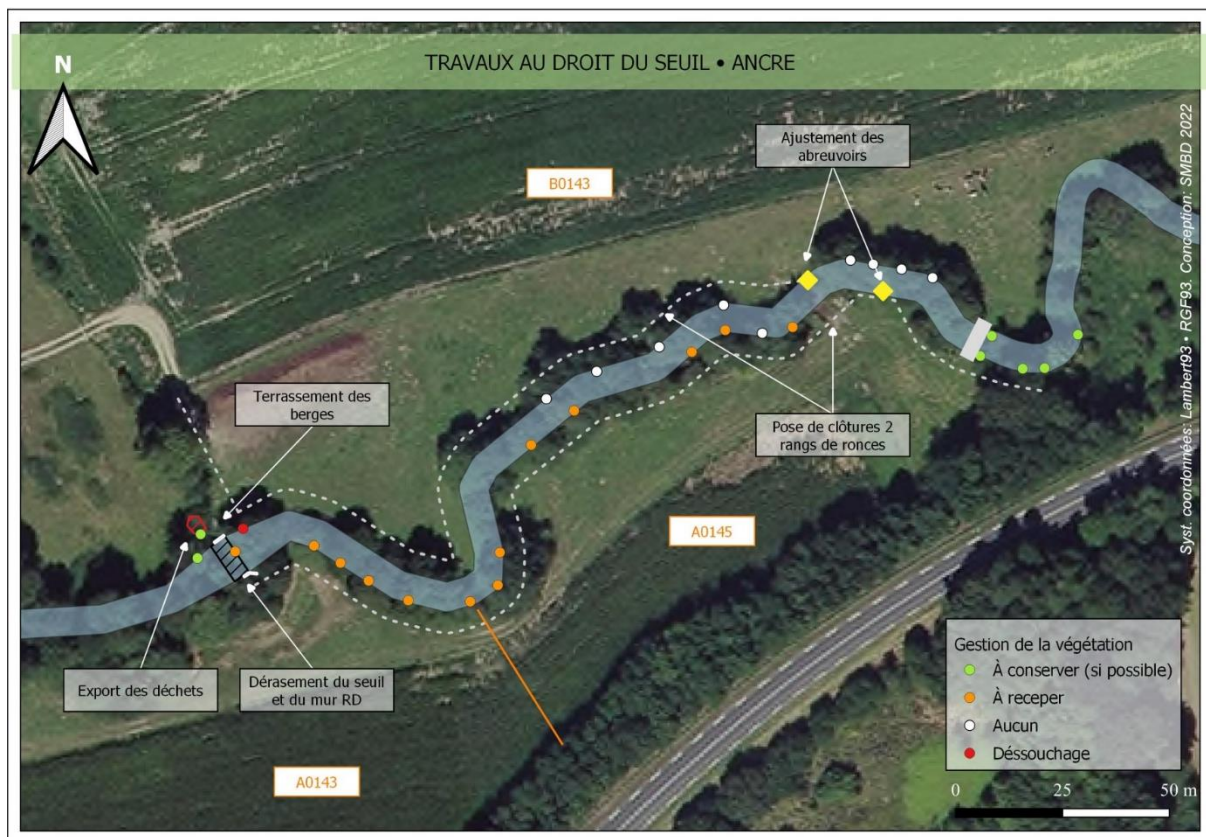 TRAVAUX AU DROIT DU SEUIL • ANCRE
N
Ajustement des
abreuvoirs
B0143
Terrassement des
berges
Pose de clôtures 2
rangs de ronces
A0145
Export des déchets
Dérasement du seuil
et du mur RD
A0143
Gestion de la végétation
À conserver (si possible)
À receper
Aucun
Déssouchage
0 25 50 m
Syst. coordonnées: Lambert93 • RGF93. Conception: SMBD 2022